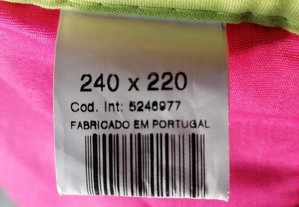 240 x 220
Cod. Int: 5246977
FABRICADO EM PORTUGAL